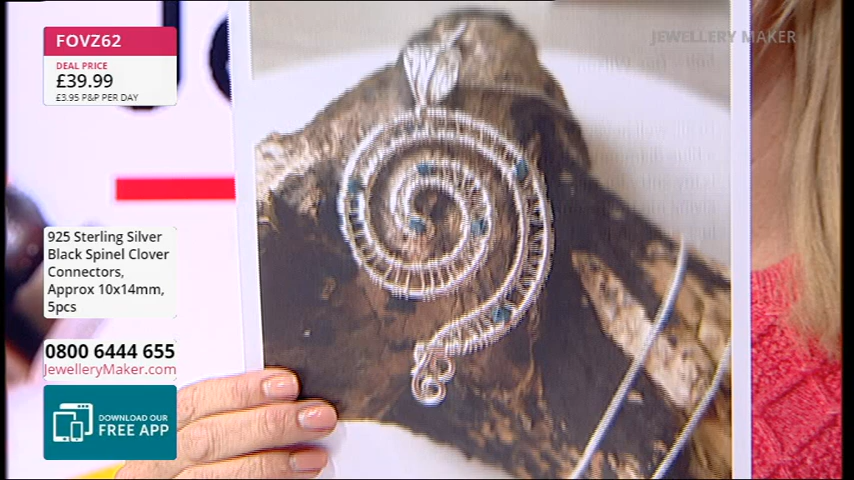 FOVZ62
DEAL PRICE
£39.99
£3.95 P&P PER DAY
JEWELLERY MAKER
925 Sterling Silver
Black Spinel Clover
Connectors,
Approx 10x14mm,
5pcs
0800 6444 655
JewelleryMaker.com
DOWNLOAD OUR
FREE APP